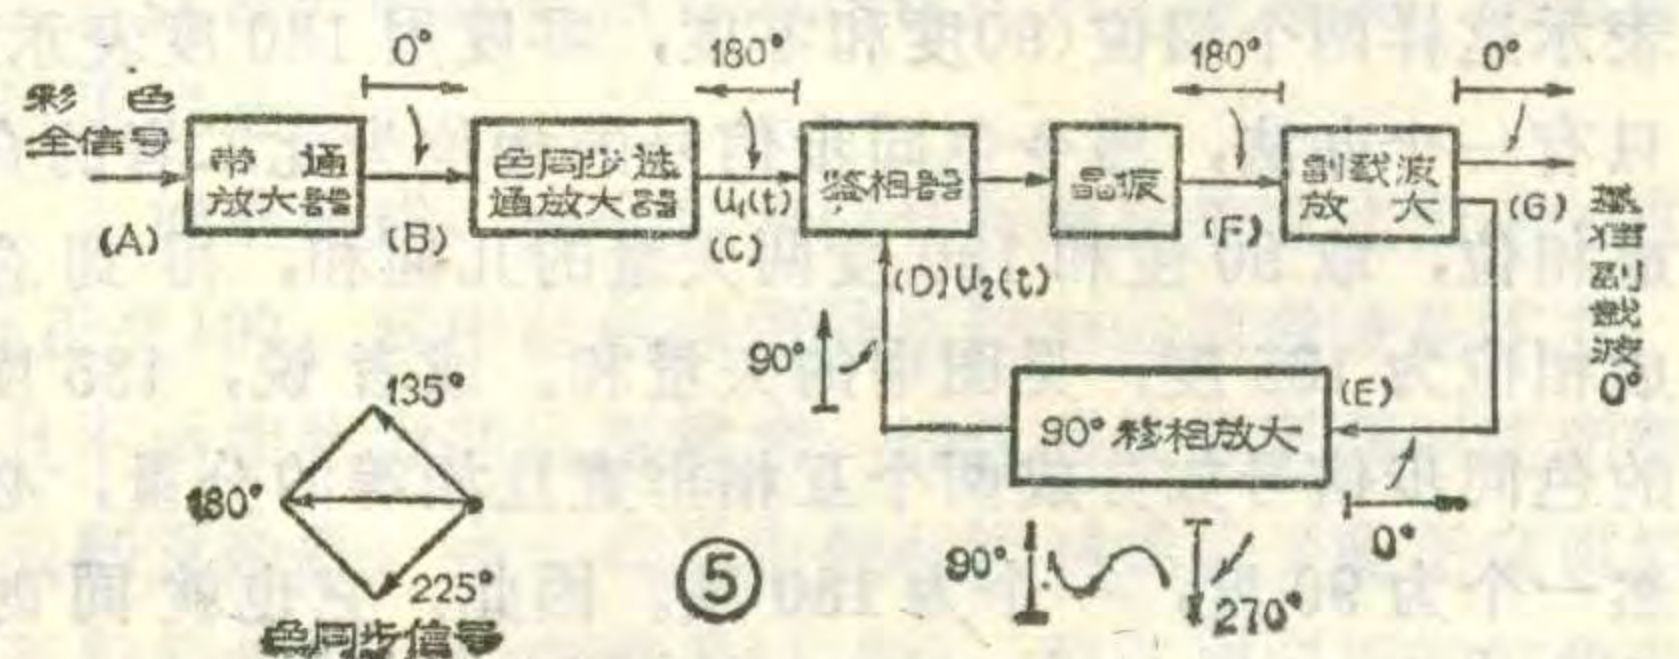 0°
180°
180°
0°
彩 色
全信号
带 通
放大器
色同步选
通放大器
U₁(t)
鉴相器
晶振
副载波
放 大
(A)
(B)
(C)
(F)
(G)
基准副载波0°
(D) U₂(t)
90°
90°移相放大
(E)
0°
135°
180°
225°
色同步信号
⑤
90°
270°